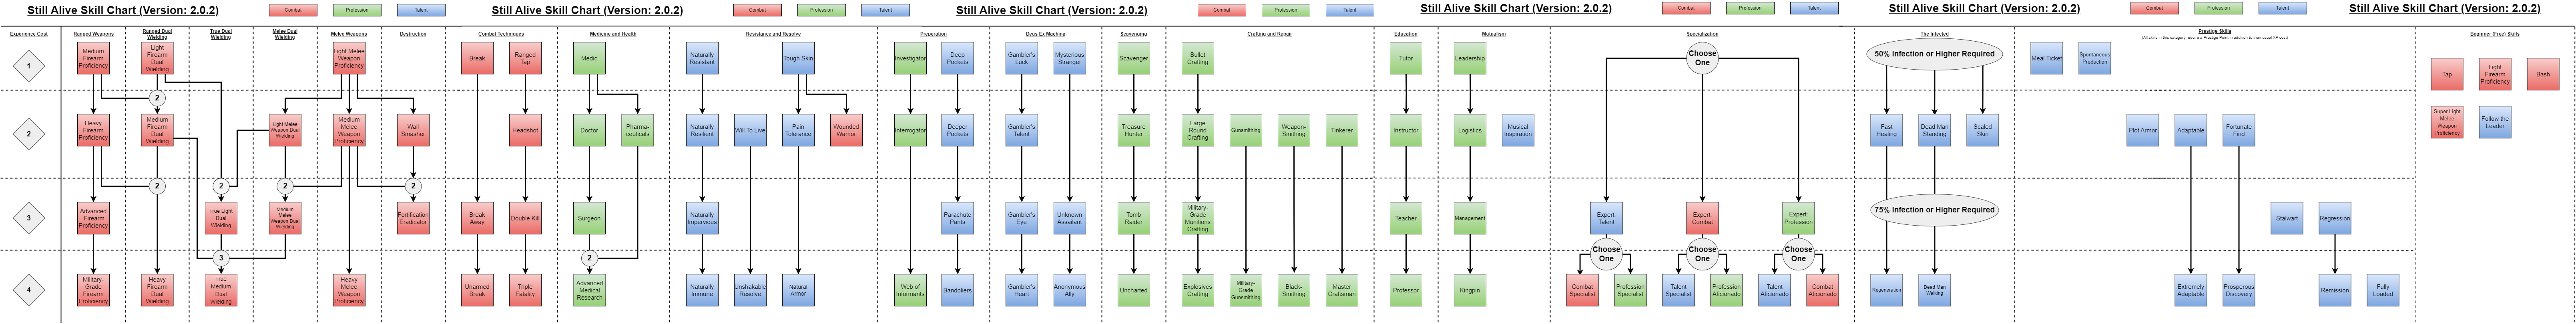 Still Alive Skill Chart (Version: 2.0.2)
Combat
Profession
Talent
Still Alive Skill Chart (Version: 2.0.2)
Combat
Profession
Talent
Still Alive Skill Chart (Version: 2.0.2)
Combat
Profession
Talent
Still Alive Skill Chart (Version: 2.0.2)
Combat
Profession
Talent
Still Alive Skill Chart (Version: 2.0.2)
Combat
Profession
Talent
Still Alive Skill Chart (Version: 2.0.2)
Experience Cost
Ranged Weapons
Ranged Dual
Wielding
True Dual
Wielding
Melee Dual
Wielding
Melee Weapons
Destruction
Combat Techniques
Medicine and Health
Resistance and Resolve
Preperation
Deus Ex Machina
Scavenging
Crafting and Repair
Education
Mutualism
Specialization
The Infected
Prestige Skills
(All skills in this category require a Prestige Point in addition to their usual XP cost)
Beginner (Free) Skills
1
Medium
Firearm
Proficiency
Light
Firearm Dual
Wielding
Light Melee
Weapon
Proficiency
Break
Ranged
Tap
Medic
Naturally
Resistant
Tough Skin
Investigator
Deep
Pockets
Gambler's
Luck
Mysterious
Stranger
Scavenger
Bullet
Crafting
Tutor
Leadership
Choose
One
50% Infection or Higher Required
Meal Ticket
Spontaneous
Production
Tap
Light
Firearm
Proficiency
Bash
2
2
Heavy
Firearm
Proficiency
Medium
Firearm Dual
Wielding
Light Melee
Weapon Dual
Wielding
Medium
Melee
Weapon
Proficiency
Wall
Smasher
Headshot
Doctor
Pharma-
ceuticals
Naturally
Resilient
Will To Live
Pain
Tolerance
Wounded
Warrior
Interrogator
Deeper
Pockets
Gambler's
Talent
Treasure
Hunter
Large
Round
Crafting
Gunsmithing
Weapon-
Smithing
Tinkerer
Instructor
Logistics
Musical
Inspiration
Fast
Healing
Dead Man
Standing
Scaled
Skin
Plot Armor
Adaptable
Fortunate
Find
Super Light
Melee
Weapon
Proficiency
Follow the
Leader
2
2
2
2
3
Advanced
Firearm
Proficiency
True Light
Dual
Wielding
Medium
Melee
Weapon Dual
Wielding
Fortification
Eradicator
Break
Away
Double Kill
Surgeon
Naturally
Impervious
Parachute
Pants
Gambler's
Eye
Unknown
Assailant
Tomb
Raider
Military-
Grade
Munitions
Crafting
Teacher
Management
Expert:
Talent
Expert:
Combat
Expert:
Profession
75% Infection or Higher Required
Stalwart
Regression
3
2
Choose
One
Choose
One
Choose
One
4
Military-
Grade
Firearm
Proficiency
Heavy
Firearm Dual
Wielding
True
Medium
Dual
Wielding
Heavy
Melee
Weapon
Proficiency
Unarmed
Break
Triple
Fatality
Advanced
Medical
Research
Naturally
Immune
Unshakable
Resolve
Natural
Armor
Web of
Informants
Bandoliers
Gambler's
Heart
Anonymous
Ally
Uncharted
Explosives
Crafting
Military-
Grade
Gunsmithing
Black-
Smithing
Master
Craftsman
Professor
Kingpin
Combat
Specialist
Profession
Specialist
Talent
Specialist
Profession
Aficionado
Talent
Aficionado
Combat
Aficionado
Regeneration
Dead Man
Walking
Extremely
Adaptable
Prosperous
Discovery
Remission
Fully
Loaded